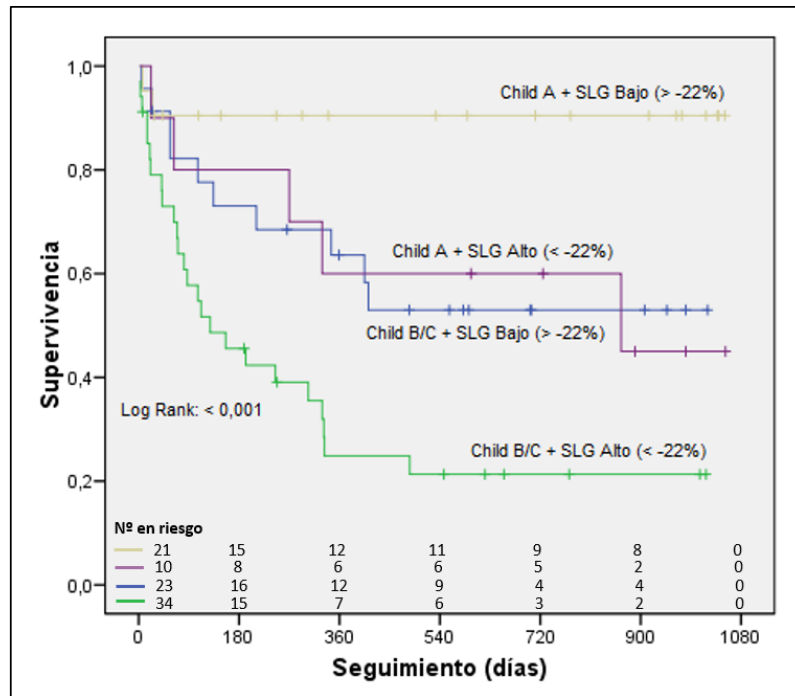 1,0
Child A + SLG Bajo (> -22%)
0,8
Child A + SLG Alto (< -22%)
0,6
Child B/C + SLG Bajo (> -22%)
Supervivencia
0,4
Log Rank: < 0,001
Child B/C + SLG Alto (< -22%)
0,2
Nº en riesgo
21 15 12 11 9 8 0
10 8 6 6 5 2 0
23 16 12 9 4 4 0
34 15 7 6 3 2 0
0,0
0 180 360 540 720 900 1080
Seguimiento (días)